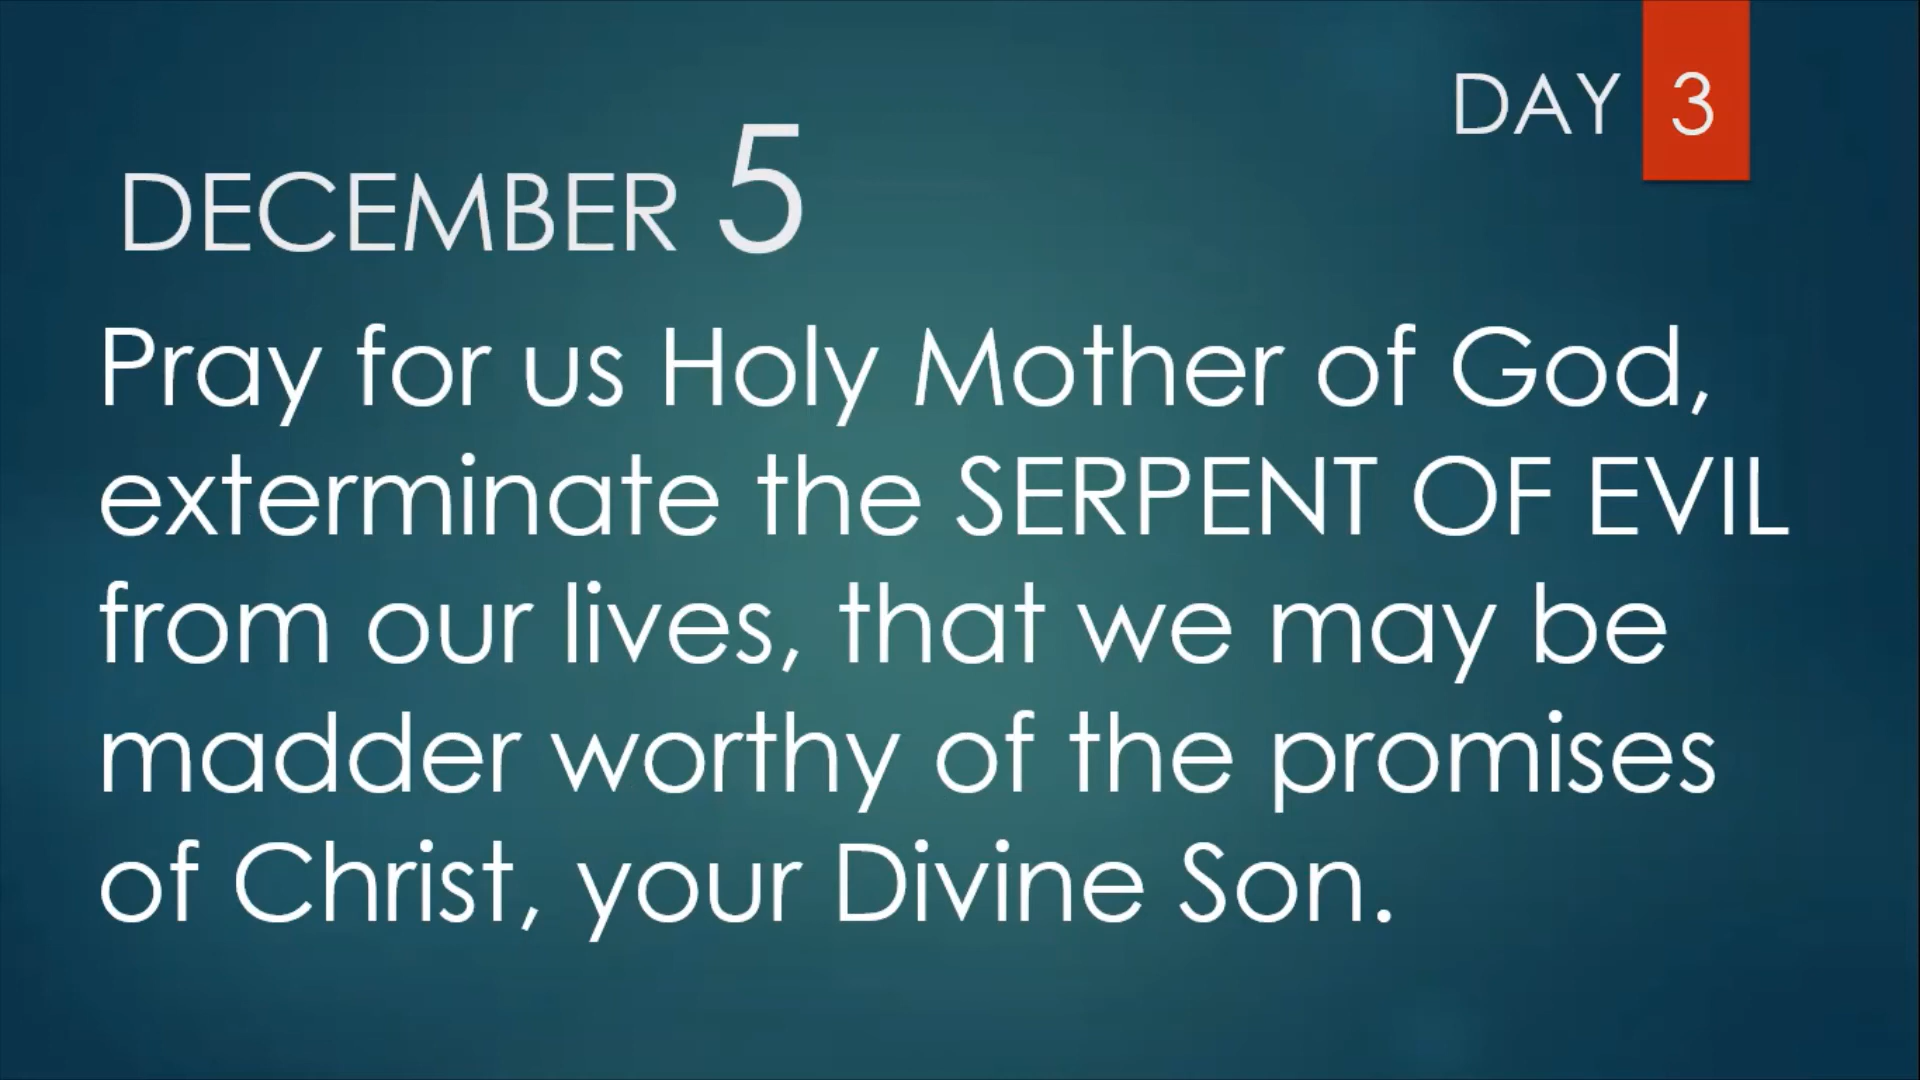 DAY 3
DECEMBER 5
Pray for us Holy Mother of God,
exterminate the SERPENT OF EVIL
from our lives, that we may be
madder worthy of the promises
of Christ, your Divine Son.